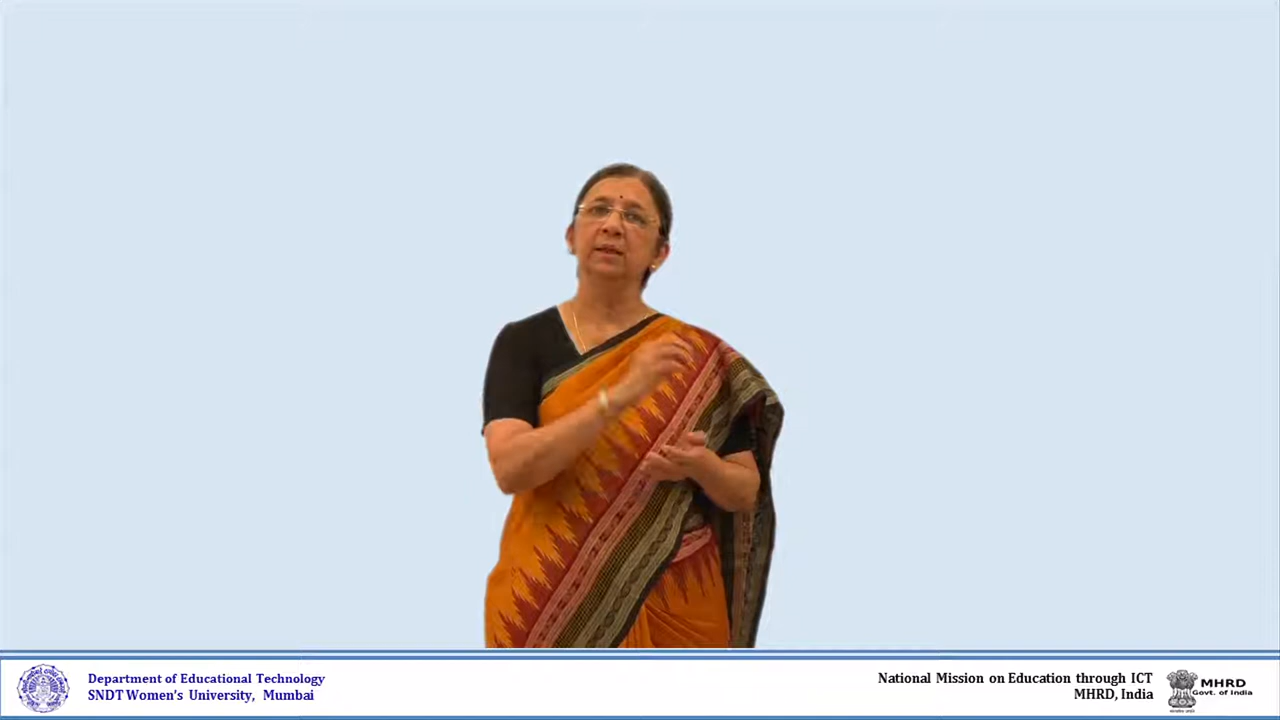 Department of Educational Technology
SNDT Women's University, Mumbai
National Mission on Education through ICT
MHRD, India
MHRD
Govt. of India